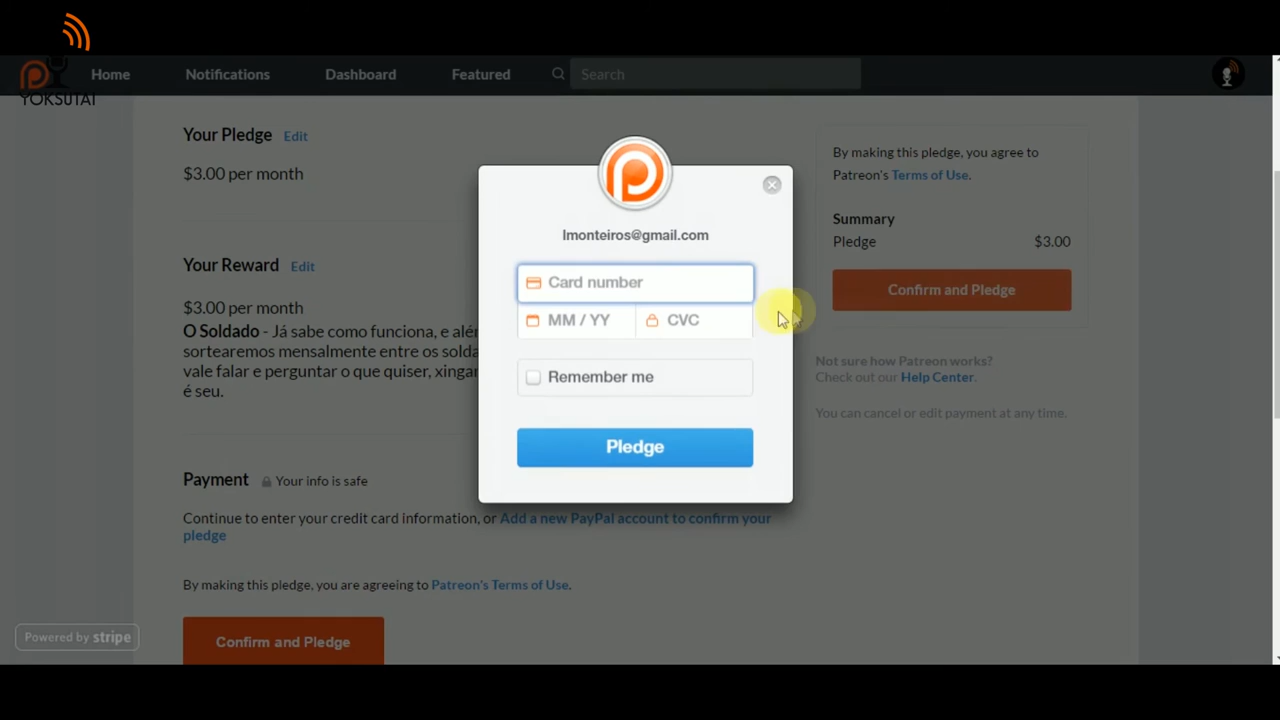 Home Notifications Dashboard Featured Search
YOKSUTAI
Your Pledge Edit
$3.00 per month
Your Reward Edit
$3.00 per month
O Soldado - Já sabe como funciona, e alé
sortearemos mensalmente entre os solda
vale falar e perguntar o que quiser, xingar
é seu.
Payment Your info is safe
Continue to enter your credit card information, or Add a new PayPal account to confirm your
pledge
By making this pledge, you are agreeing to Patreon's Terms of Use.
Confirm and Pledge
Powered by stripe
lmonteiros@gmail.com
Card number
MM / YY CVC
Remember me
Pledge
By making this pledge, you agree to
Patreon's Terms of Use.
Summary
Pledge $3.00
Confirm and Pledge
Not sure how Patreon works?
Check out our Help Center.
You can cancel or edit payment at any time.